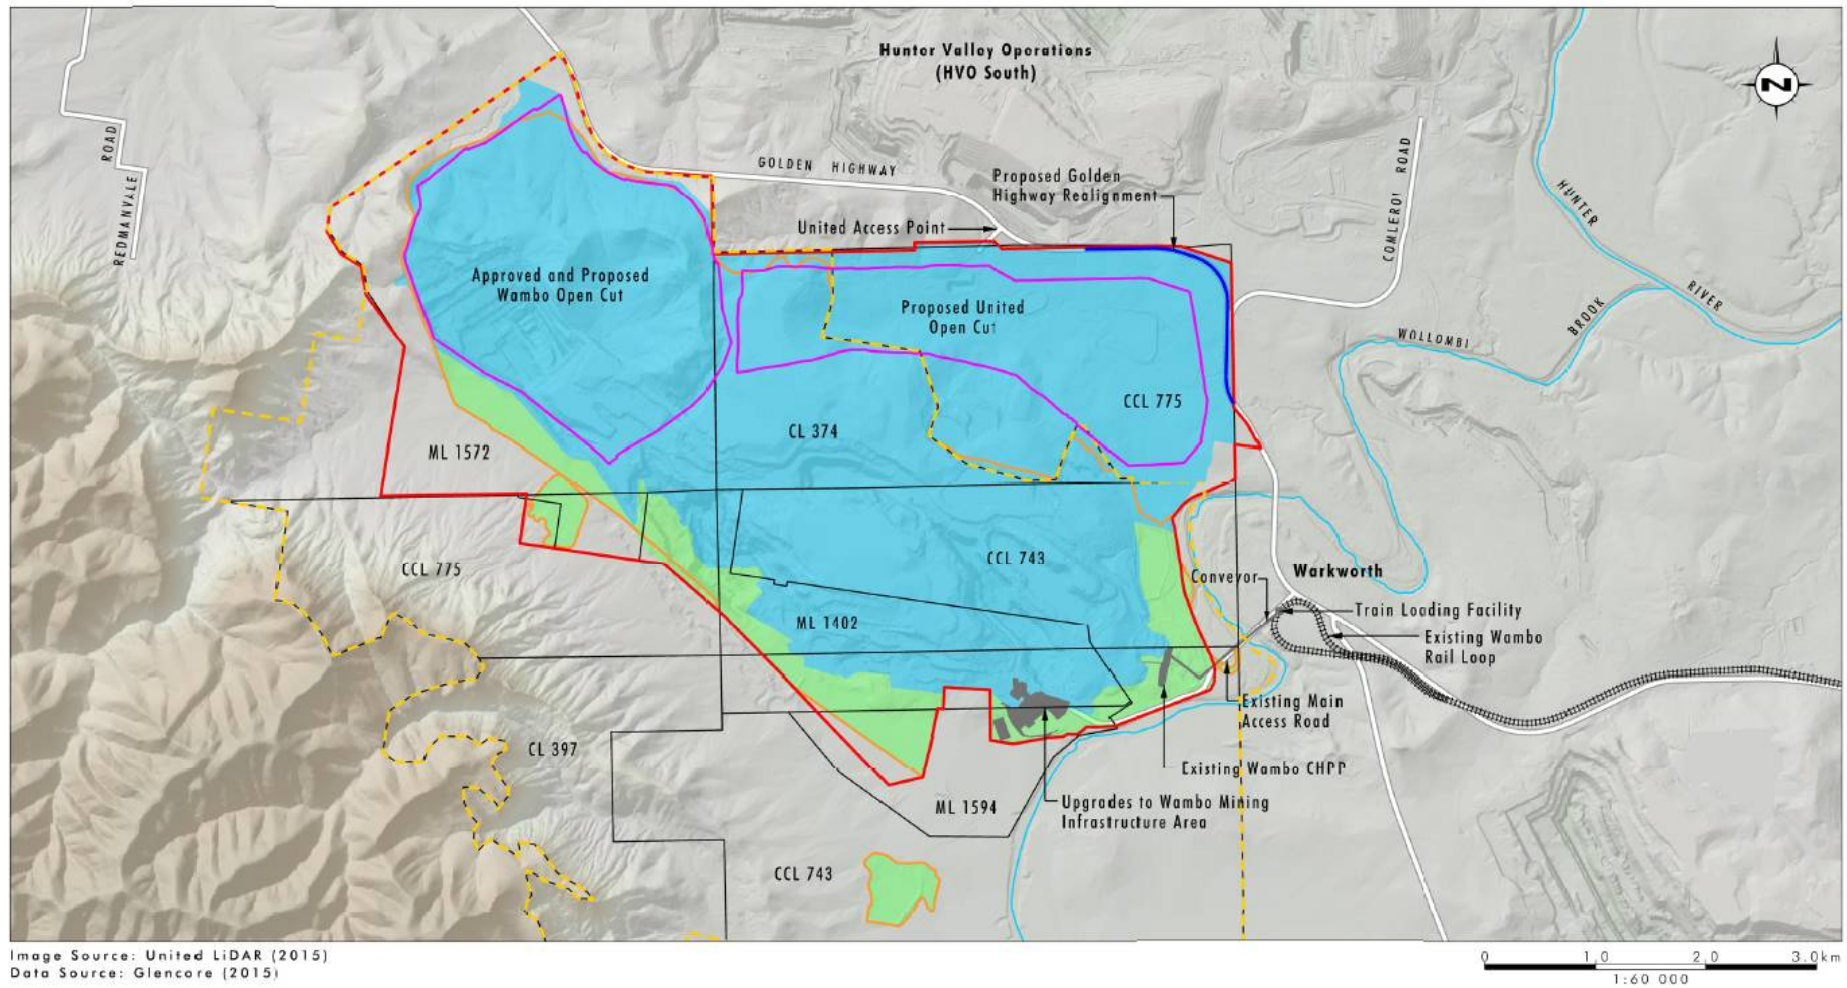 Hunter Valley Operations
(HVO South)
N
ROAD
REDMANVALE
GOLDEN HIGHWAY
Proposed Golden
Highway Realignment
United Access Point
COMLEROI ROAD
HUNTER
RIVER
BROOK
WOLLOMBI
Approved and Proposed
Wambo Open Cut
Proposed United
Open Cut
CCL 775
CL 374
ML 1572
CCL 775
CCL 743
Conveyor
Warkworth
Train Loading Facility
Existing Wambo
Rail Loop
ML 1402
Existing Main
Access Road
CL 397
Existing Wambo CHPP
ML 1594
Upgrades to Wambo Mining
Infrastructure Area
CCL 743
Image Source: United LiDAR (2015)
Data Source: Glencore (2015)
0 1.0 2.0 3.0km
1:60 000